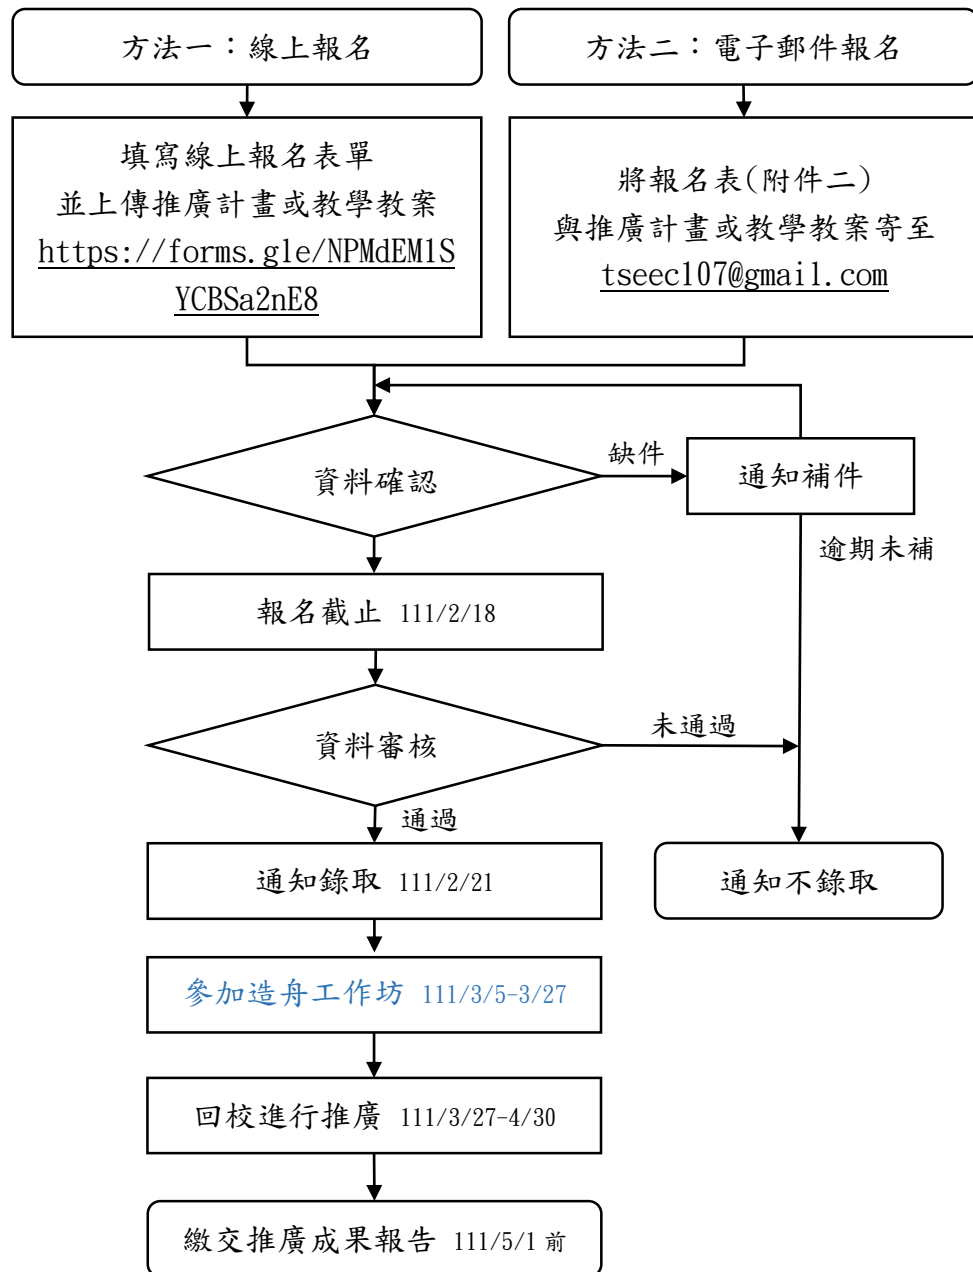 方法一：線上報名
方法二：電子郵件報名
填寫線上報名表單
並上傳推廣計畫或教學教案
https://forms.gle/NPMdEM1S
YCBSa2nE8
將報名表(附件二)
與推廣計畫或教學教案寄至
tseec107@gmail.com
資料確認
缺件
通知補件
逾期未補
報名截止 111/2/18
資料審核
未通過
通過
通知錄取 111/2/21
通知不錄取
參加造舟工作坊 111/3/5-3/27
回校進行推廣 111/3/27-4/30
繳交推廣成果報告 111/5/1 前